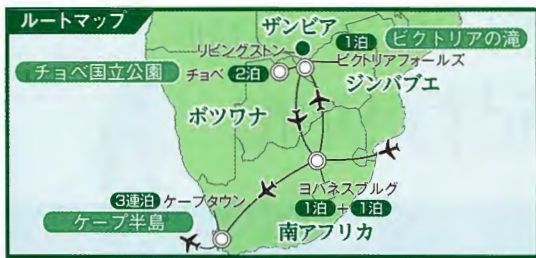 ルートマップ
ザンビア
リビングストン
1泊 ビクトリアの滝
ビクトリアフォールズ
チョベ国立公園 チョベ 2泊
ジンバブエ
ボツワナ
ヨハネスブルグ
1泊+1泊
3連泊 ケープタウン
ケープ半島
南アフリカ